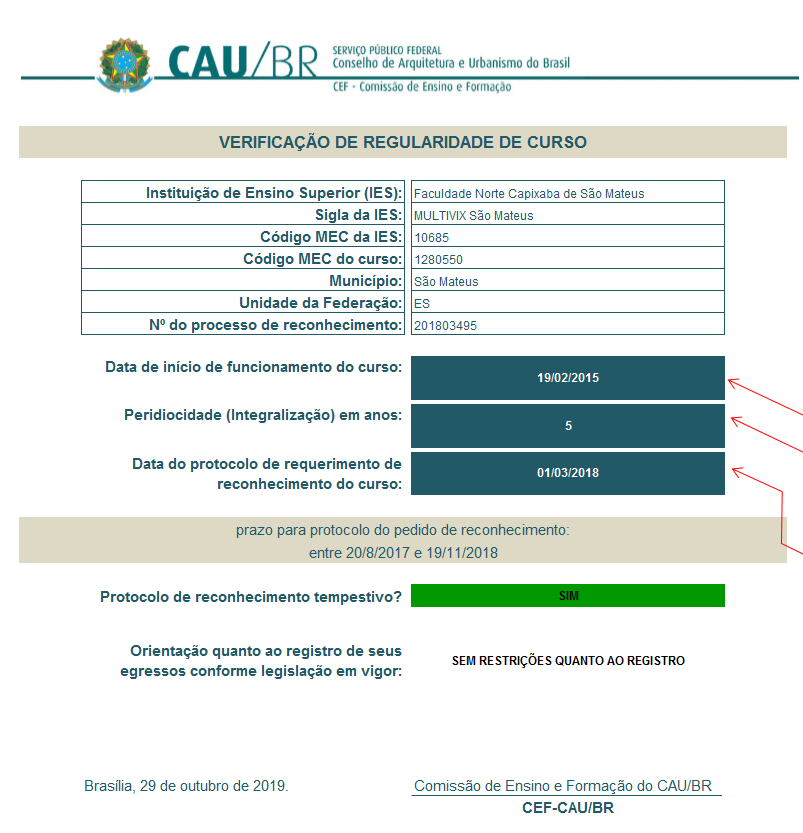 CAU/BR
SERVIÇO PÚBLICO FEDERAL
Conselho de Arquitetura e Urbanismo do Brasil
CEF - Comissão de Ensino e Formação
VERIFICAÇÃO DE REGULARIDADE DE CURSO
Instituição de Ensino Superior (IES): Faculdade Norte Capixaba de São Mateus
Sigla da IES: MULTIVIX São Mateus
Código MEC da IES: 10685
Código MEC do curso: 1280550
Município: São Mateus
Unidade da Federação: ES
Nº do processo de reconhecimento: 201803495
Data de início de funcionamento do curso: 19/02/2015
Peridiocidade (Integralização) em anos: 5
Data do protocolo de requerimento de
reconhecimento do curso: 01/03/2018
prazo para protocolo do pedido de reconhecimento:
entre 20/8/2017 e 19/11/2018
Protocolo de reconhecimento tempestivo? SIM
Orientação quanto ao registro de seus
egressos conforme legislação em vigor: SEM RESTRIÇÕES QUANTO AO REGISTRO
Brasília, 29 de outubro de 2019. Comissão de Ensino e Formação do CAU/BR
CEF-CAU/BR